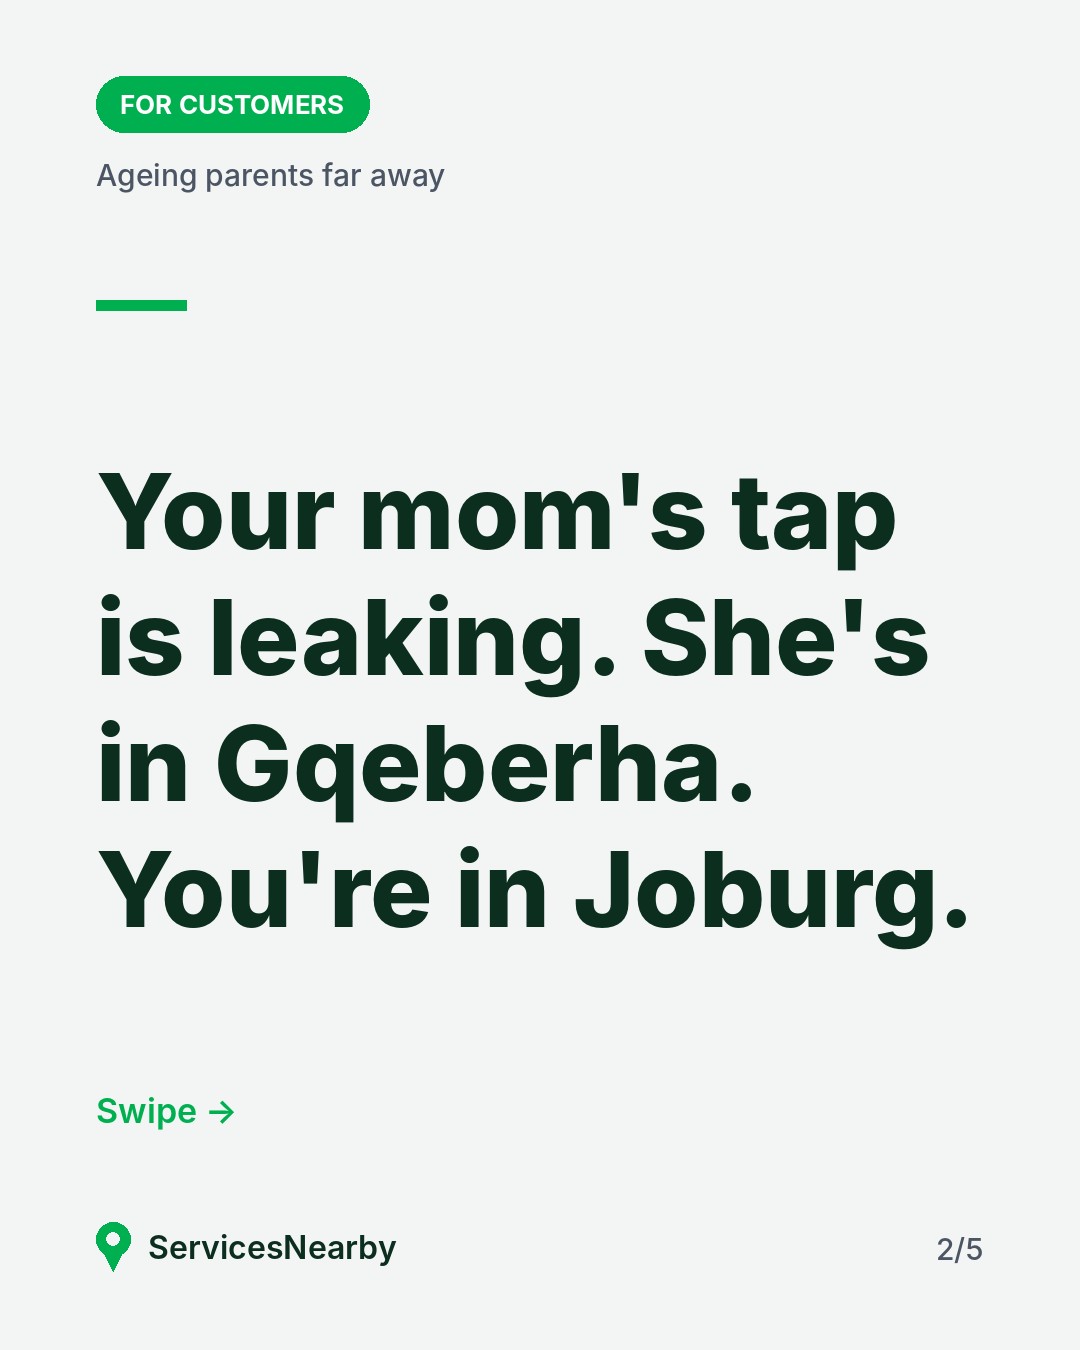 FOR CUSTOMERS
Ageing parents far away
Your mom's tap
is leaking. She's
in Gqeberha.
You're in Joburg.
Swipe →
ServicesNearby
2/5